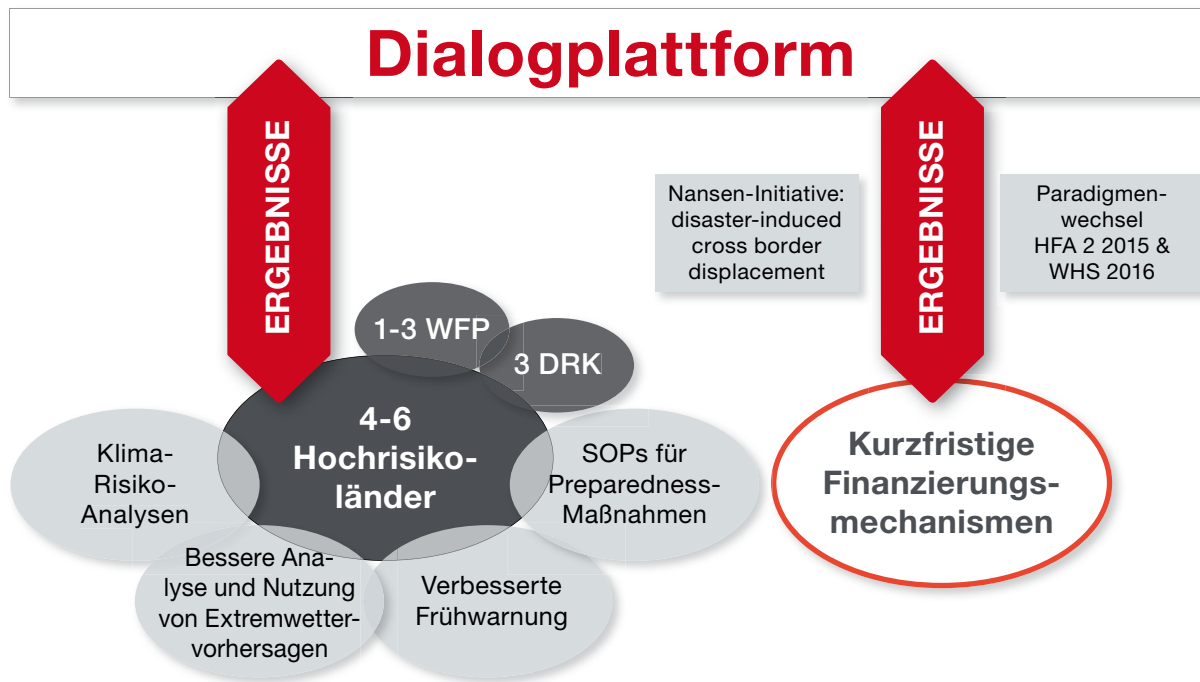 Dialogplattform
ERGEBNISSE
ERGEBNISSE
Nansen-Initiative:
disaster-induced
cross border
displacement
Paradigmen-
wechsel
HFA 2 2015 &
WHS 2016
1-3 WFP
3 DRK
4-6
Hochrisiko-
länder
Klima-
Risiko-
Analysen
Bessere Ana-
lyse und Nutzung
von Extremwetter-
vorhersagen
Verbesserte
Frühwarnung
SOPs für
Preparedness-
Maßnahmen
Kurzfristige
Finanzierungs-
mechanismen